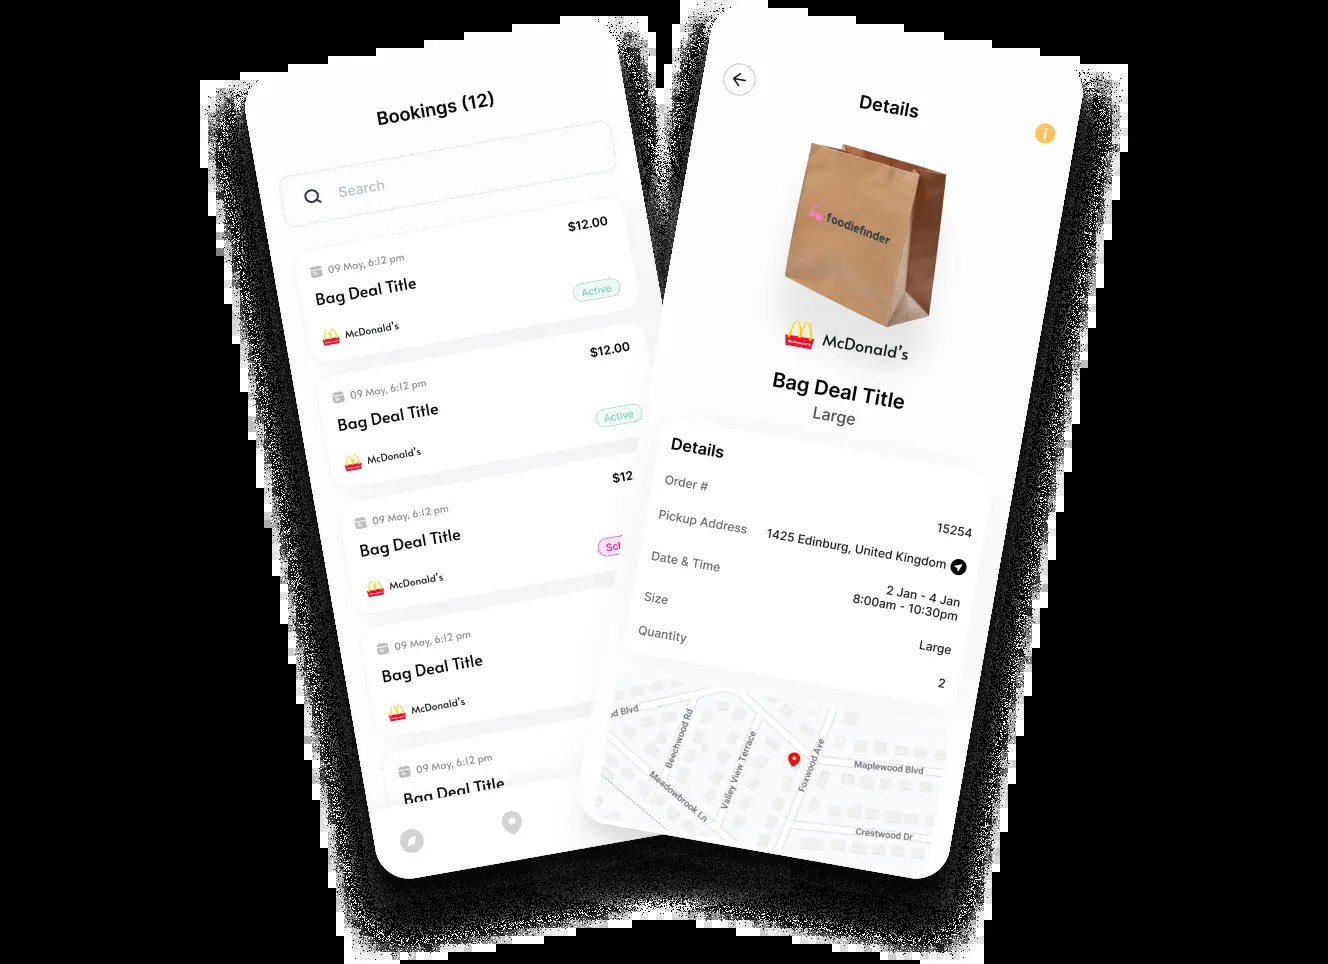 Bookings (12)
Search
$12.00
09 May, 6:12 pm
Bag Deal Title
Active
McDonald's
$12.00
09 May, 6:12 pm
Bag Deal Title
Active
McDonald's
$12
09 May, 6:12 pm
Bag Deal Title
Sch
McDonald's
09 May, 6:12 pm
Bag Deal Title
McDonald's
09 May, 6:12 pm
Bag Deal Title
Details
i
foodiefinder
McDonald's
Bag Deal Title
Large
Details
Order #
15254
Pickup Address
1425 Edinburg, United Kingdom
Date & Time
2 Jan - 4 Jan
8:00am - 10:30pm
Size
Large
Quantity
2
od Blvd
Beechwood Rd
Valley View Terrace
Meadowbrook Ln
Foxwood Ave
Maplewood Blvd
Crestwood Dr